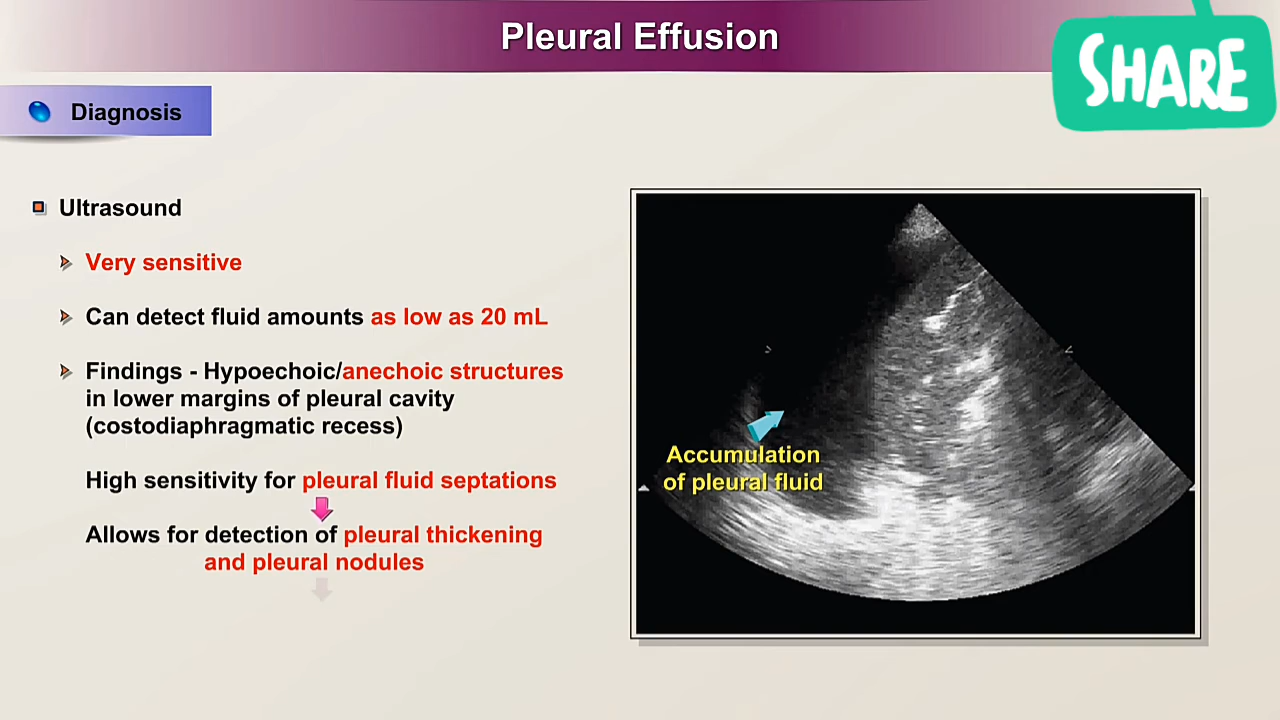 Pleural Effusion
SHARE
Diagnosis
Ultrasound
Very sensitive
Can detect fluid amounts as low as 20 mL
Findings - Hypoechoic/anechoic structures
in lower margins of pleural cavity
(costodiaphragmatic recess)
High sensitivity for pleural fluid septations
Allows for detection of pleural thickening
and pleural nodules
Accumulation
of pleural fluid